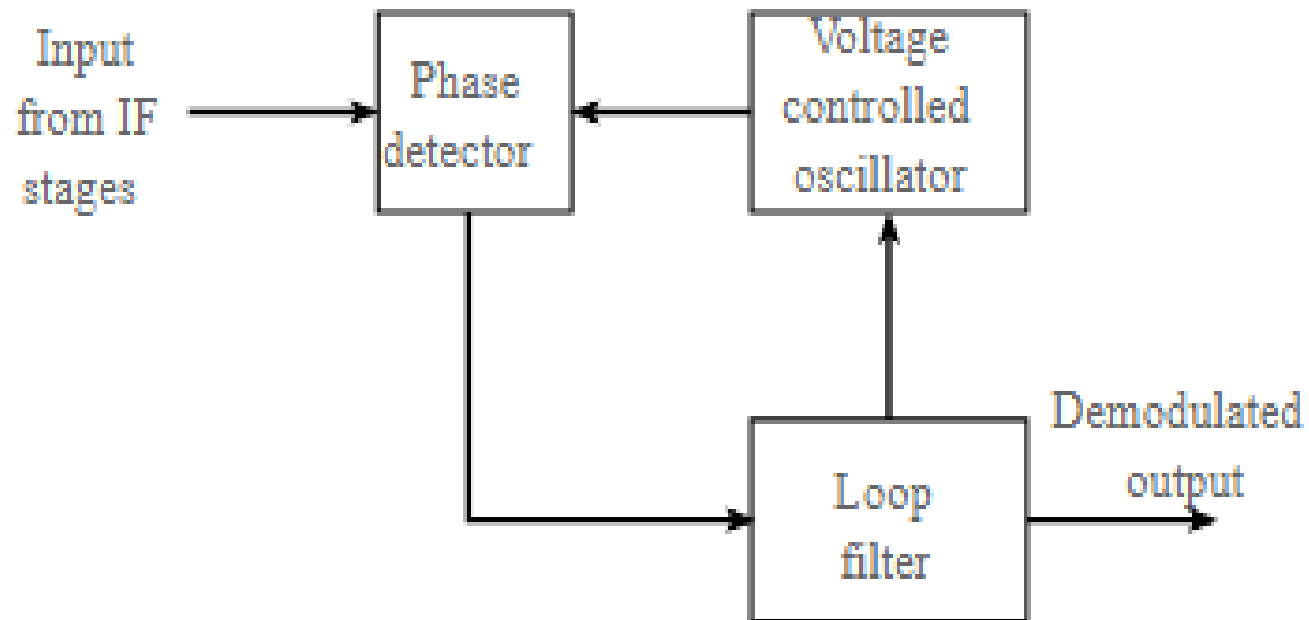 Input
from IF
stages
Phase
detector
Voltage
controlled
oscillator
Loop
filter
Demodulated
output